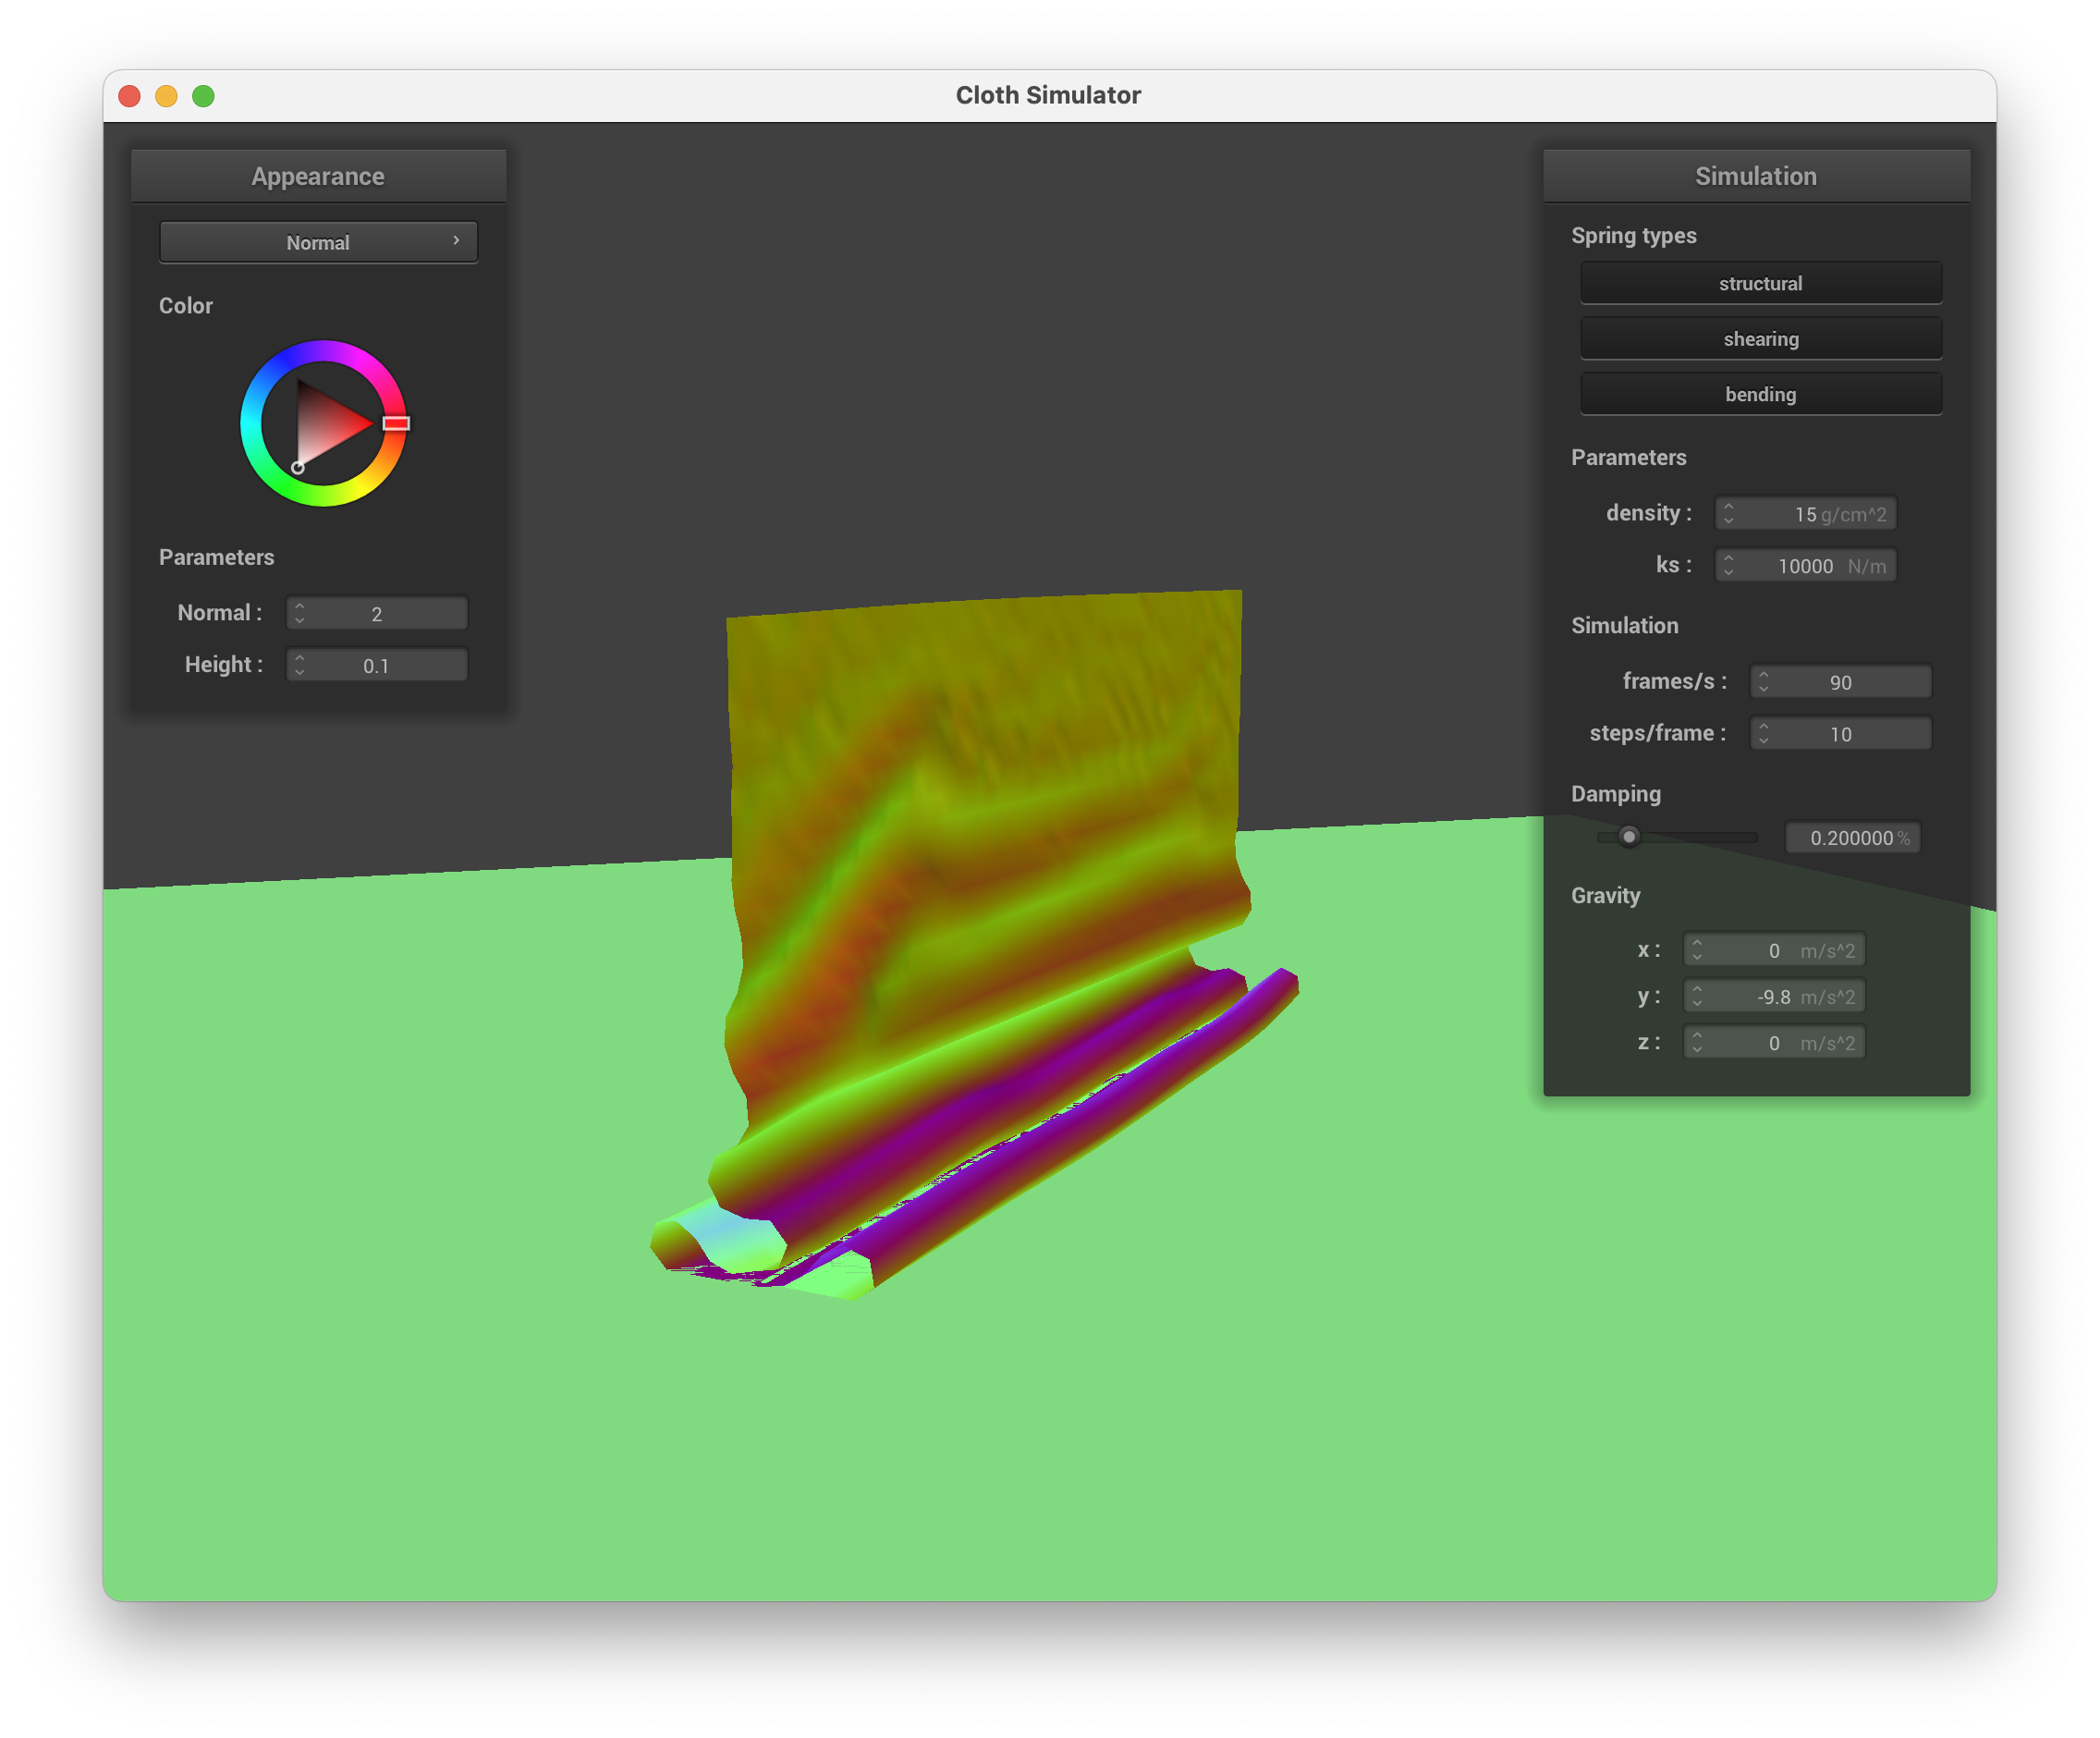 Cloth Simulator
Appearance
Normal
Color
Parameters
Normal : 2
Height : 0.1
Simulation
Spring types
structural
shearing
bending
Parameters
density : 15 g/cm^2
ks : 10000 N/m
Simulation
frames/s : 90
steps/frame : 10
Damping
0.200000 %
Gravity
x : 0 m/s^2
y : -9.8 m/s^2
z : 0 m/s^2